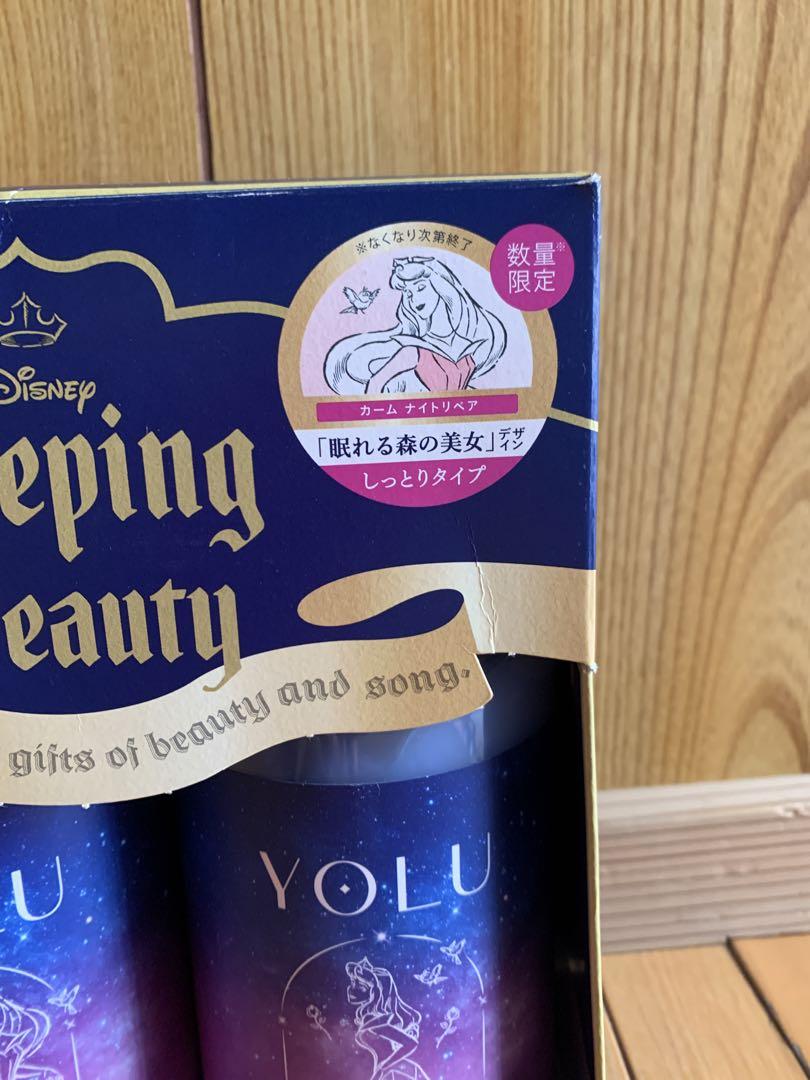 ※なくなり次第終了
数量※
限定
カーム ナイトリペア
「眠れる森の美女」デザイン
しっとりタイプ
Disney
eeping
eauty
gifts of beauty and song.
LU
YOLU